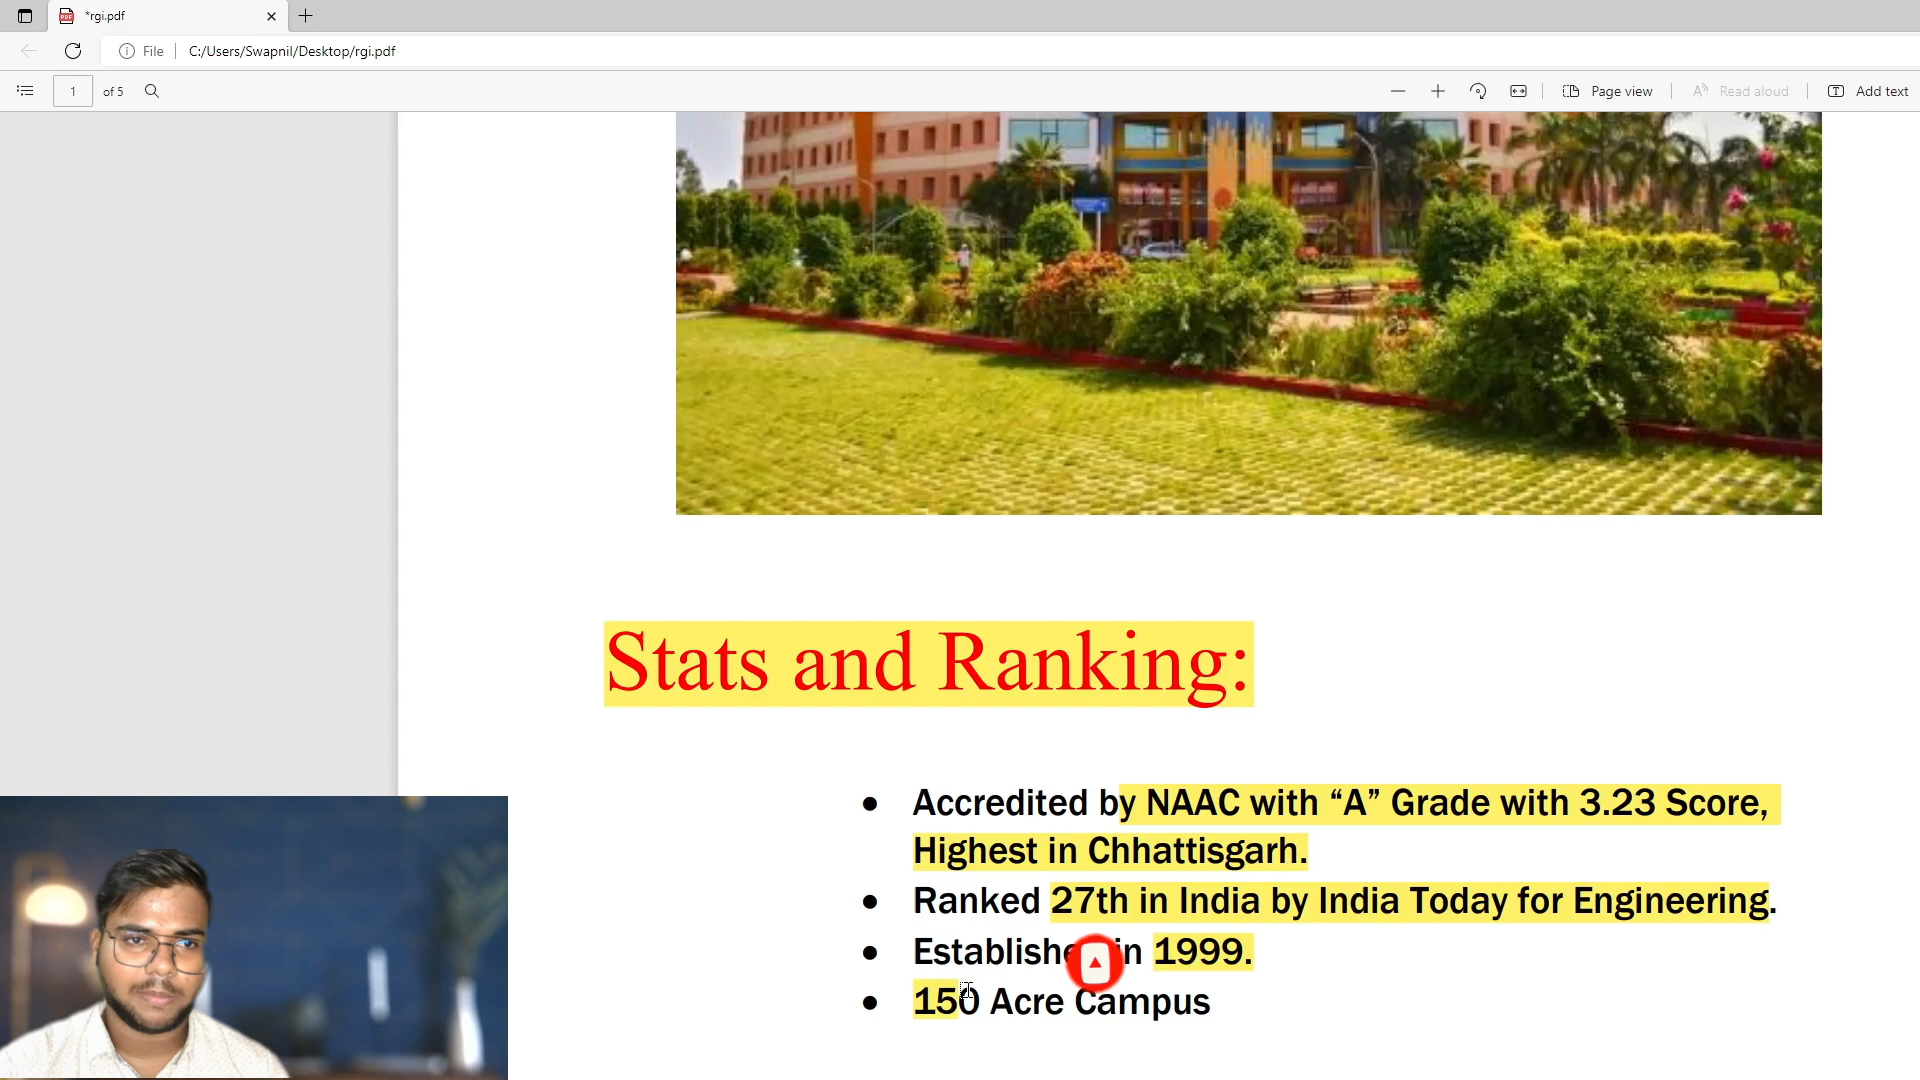 *rgi.pdf
File C:/Users/Swapnil/Desktop/rgi.pdf
1 of 5 Page view Read aloud Add text
Stats and Ranking:
• Accredited by NAAC with “A” Grade with 3.23 Score,
Highest in Chhattisgarh.
• Ranked 27th in India by India Today for Engineering.
• Established in 1999.
• 150 Acre Campus